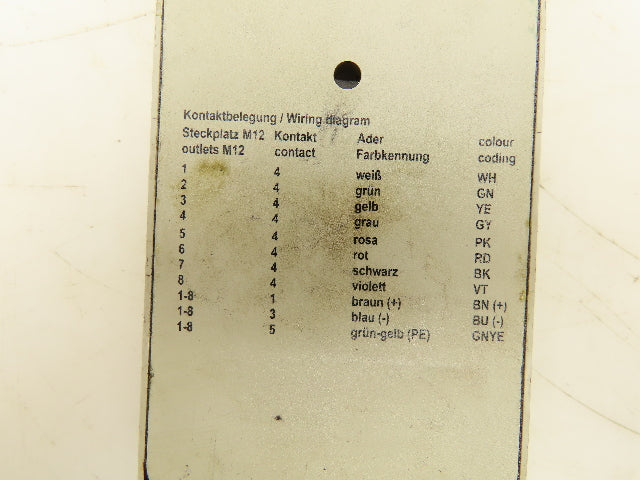 Kontaktbelegung / Wiring diagram
Steckplatz M12 Kontakt Ader colour
outlets M12 contact Farbkennung coding
1 4 weiß WH
2 4 grün GN
3 4 gelb YE
4 4 grau GY
5 4 rosa PK
6 4 rot RD
7 4 schwarz BK
8 4 violett VT
1-8 1 braun (+) BN (+)
1-8 3 blau (-) BU (-)
1-8 5 grün-gelb (PE) GNYE